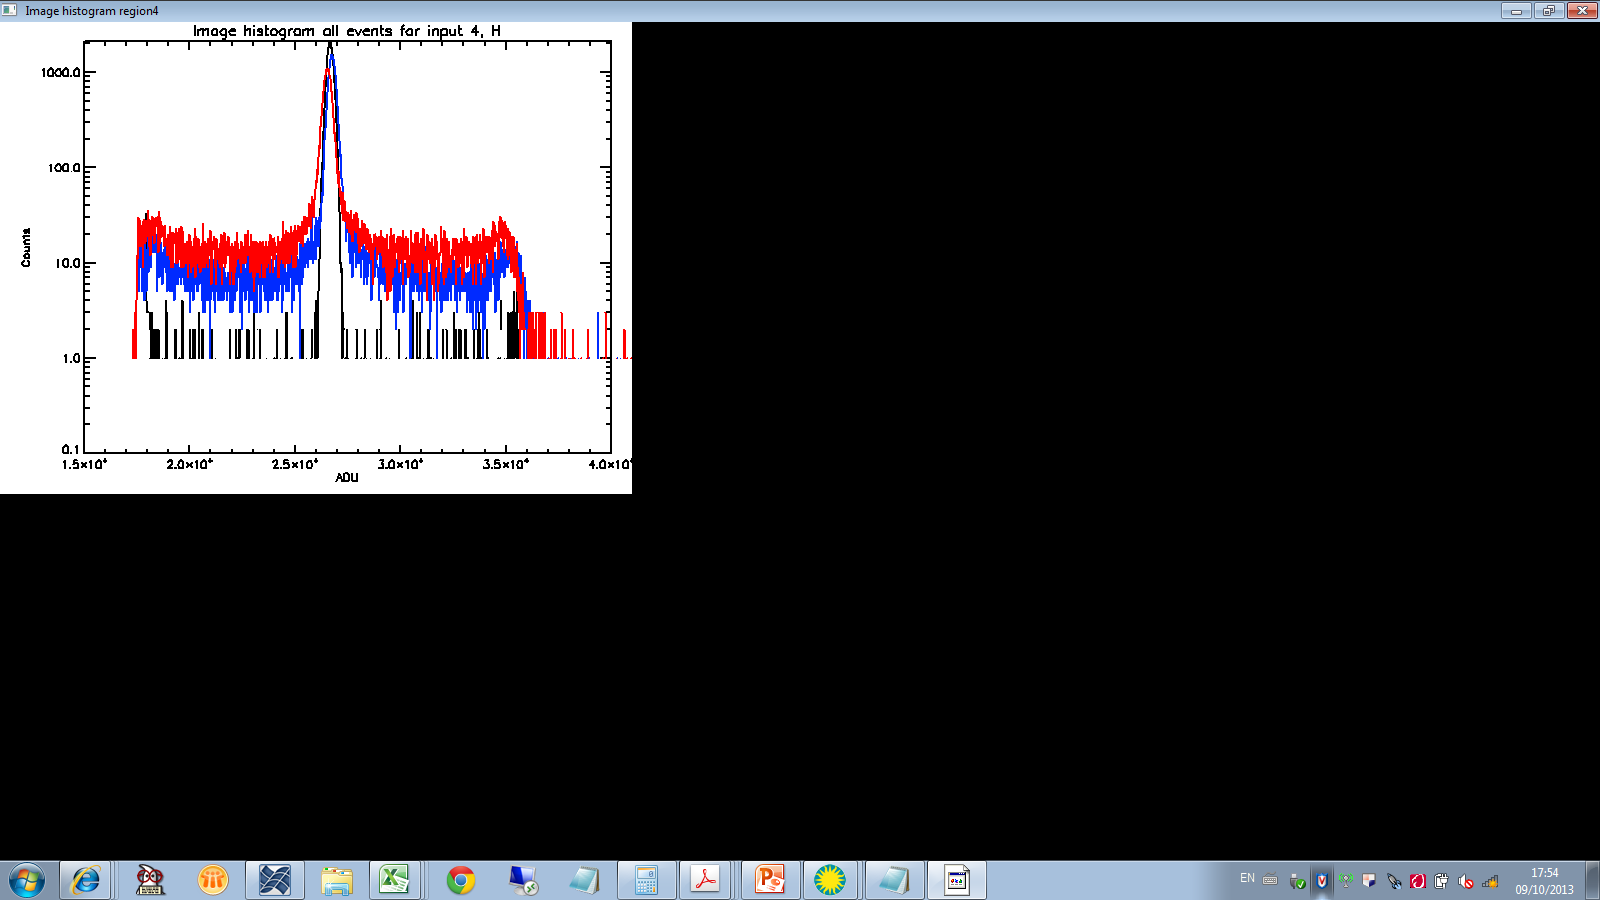 Image histogram region4
Image histogram all events for input 4, H
1000.0
100.0
10.0
1.0
0.1
Counts
1.5×10⁴ 2.0×10⁴ 2.5×10⁴ 3.0×10⁴ 3.5×10⁴ 4.0×10⁴
ADU
EN
17:54
09/10/2013